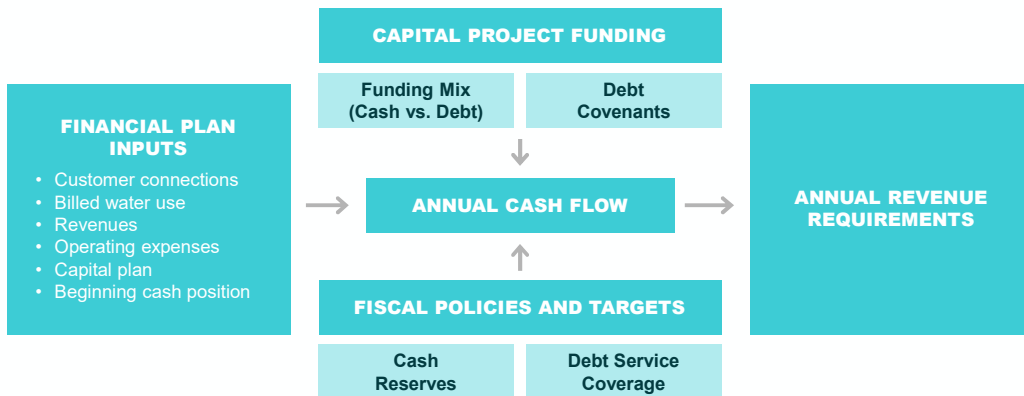 CAPITAL PROJECT FUNDING
Funding Mix
(Cash vs. Debt)
Debt
Covenants
FINANCIAL PLAN
INPUTS
• Customer connections
• Billed water use
• Revenues
• Operating expenses
• Capital plan
• Beginning cash position
ANNUAL CASH FLOW
ANNUAL REVENUE
REQUIREMENTS
FISCAL POLICIES AND TARGETS
Cash
Reserves
Debt Service
Coverage